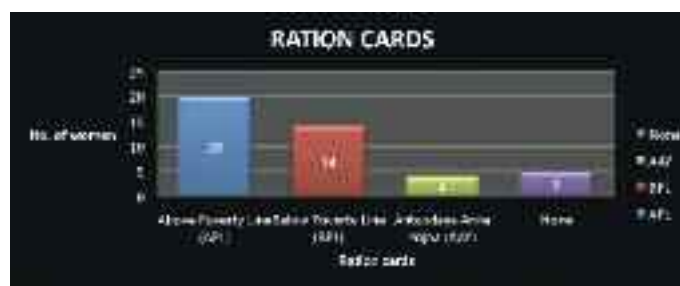 RATION CARDS
25
20
15
10
5
0
No. of women
20
14
4
5
Above Poverty Line (APL)
Below Poverty Line (BPL)
Antyodaya Anna Yojna (AAY)
None
Ration cards
None
AAY
BPL
APL